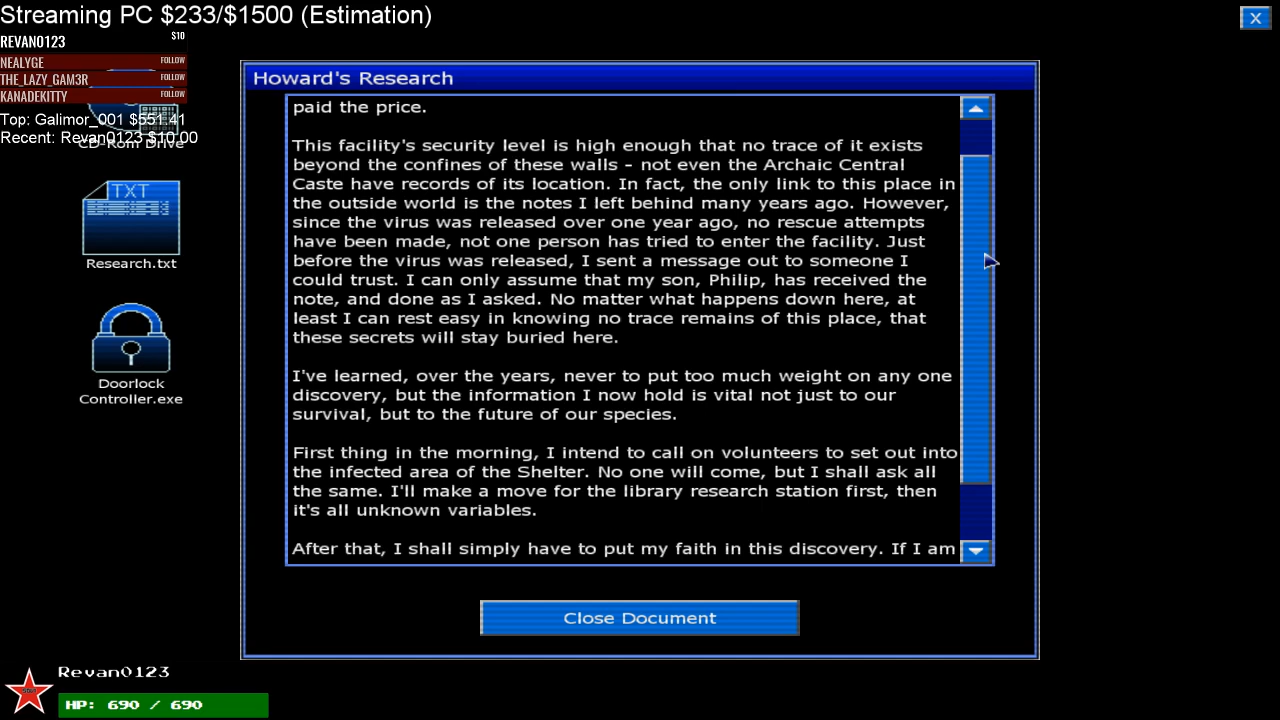 Streaming PC $233/$1500 (Estimation)
X
REVAN0123 $10
NEALYGE FOLLOW
THE_LAZY_GAM3R FOLLOW
KANADEKITTY FOLLOW
Top: Galimor_001 $551.41
Recent: Revan0123 $10.00
CD-Rom Drive
TXT
Research.txt
Doorlock
Controller.exe
Howard's Research
paid the price.
This facility's security level is high enough that no trace of it exists
beyond the confines of these walls - not even the Archaic Central
Caste have records of its location. In fact, the only link to this place in
the outside world is the notes I left behind many years ago. However,
since the virus was released over one year ago, no rescue attempts
have been made, not one person has tried to enter the facility. Just
before the virus was released, I sent a message out to someone I
could trust. I can only assume that my son, Philip, has received the
note, and done as I asked. No matter what happens down here, at
least I can rest easy in knowing no trace remains of this place, that
these secrets will stay buried here.
I've learned, over the years, never to put too much weight on any one
discovery, but the information I now hold is vital not just to our
survival, but to the future of our species.
First thing in the morning, I intend to call on volunteers to set out into
the infected area of the Shelter. No one will come, but I shall ask all
the same. I'll make a move for the library research station first, then
it's all unknown variables.
After that, I shall simply have to put my faith in this discovery. If I am
Close Document
Revan0123
HP: 690 / 690